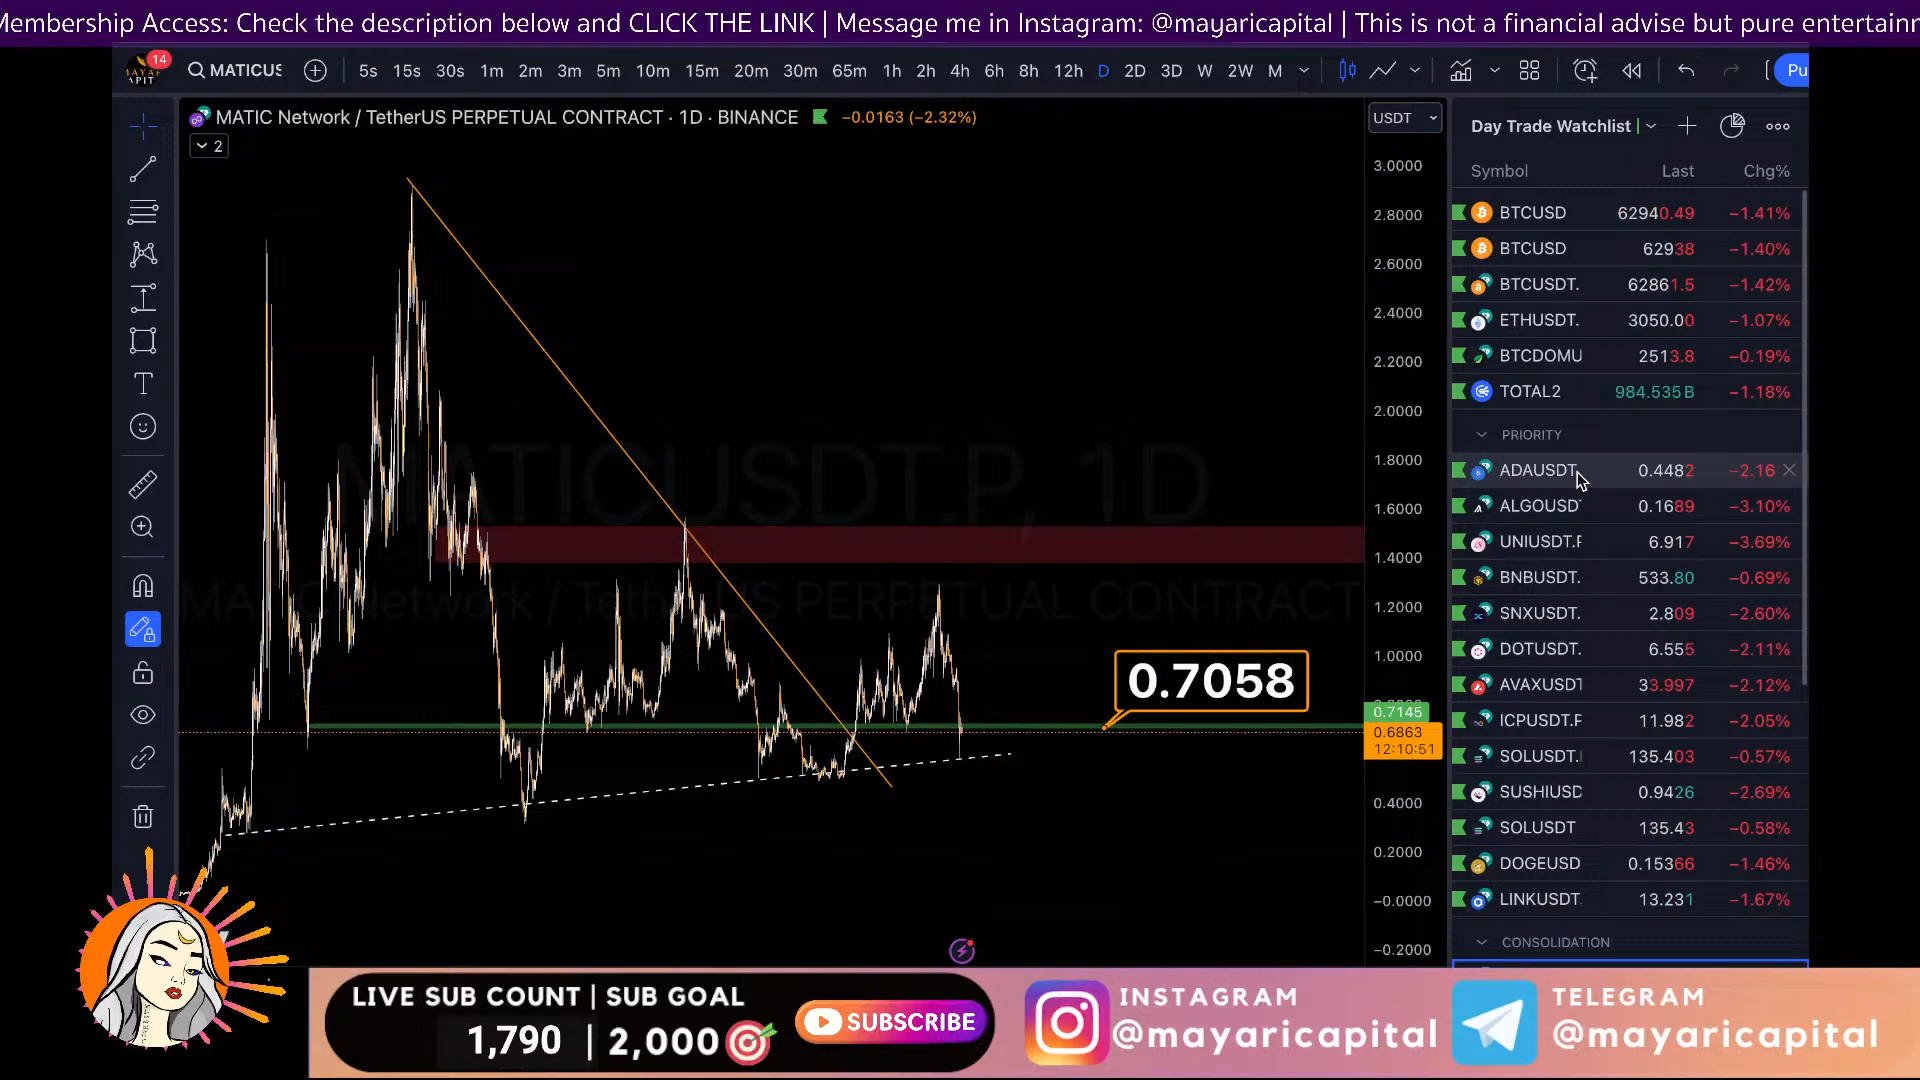 Membership Access: Check the description below and CLICK THE LINK | Message me in Instagram: @mayaricapital | This is not a financial advise but pure entertainm
14
MATICUS
5s 15s 30s 1m 2m 3m 5m 10m 15m 20m 30m 65m 1h 2h 4h 6h 8h 12h D 2D 3D W 2W M
Pu
MATIC Network / TetherUS PERPETUAL CONTRACT · 1D · BINANCE −0.0163 (−2.32%)
2
USDT
MATICUSDT.P, 1D
MATIC Network / TetherUS PERPETUAL CONTRACT
3.0000
2.8000
2.6000
2.4000
2.2000
2.0000
1.8000
1.6000
1.4000
1.2000
1.0000
0.7058
0.7145
0.6863
12:10:51
0.4000
0.2000
−0.0000
−0.2000
Day Trade Watchlist
Symbol Last Chg%
BTCUSD 62940.49 −1.41%
BTCUSD 62938 −1.40%
BTCUSDT. 62861.5 −1.42%
ETHUSDT. 3050.00 −1.07%
BTCDOMU 2513.8 −0.19%
TOTAL2 984.535B −1.18%
PRIORITY
ADAUSDT. 0.4482 −2.16
ALGOUSDT 0.1689 −3.10%
UNIUSDT.P 6.917 −3.69%
BNBUSDT. 533.80 −0.69%
SNXUSDT. 2.809 −2.60%
DOTUSDT. 6.555 −2.11%
AVAXUSDT 33.997 −2.12%
ICPUSDT.P 11.982 −2.05%
SOLUSDT. 135.403 −0.57%
SUSHIUSD 0.9426 −2.69%
SOLUSDT 135.43 −0.58%
DOGEUSD 0.15366 −1.46%
LINKUSDT. 13.231 −1.67%
CONSOLIDATION
LIVE SUB COUNT | SUB GOAL
1,790 | 2,000
SUBSCRIBE
INSTAGRAM
@mayaricapital
TELEGRAM
@mayaricapital